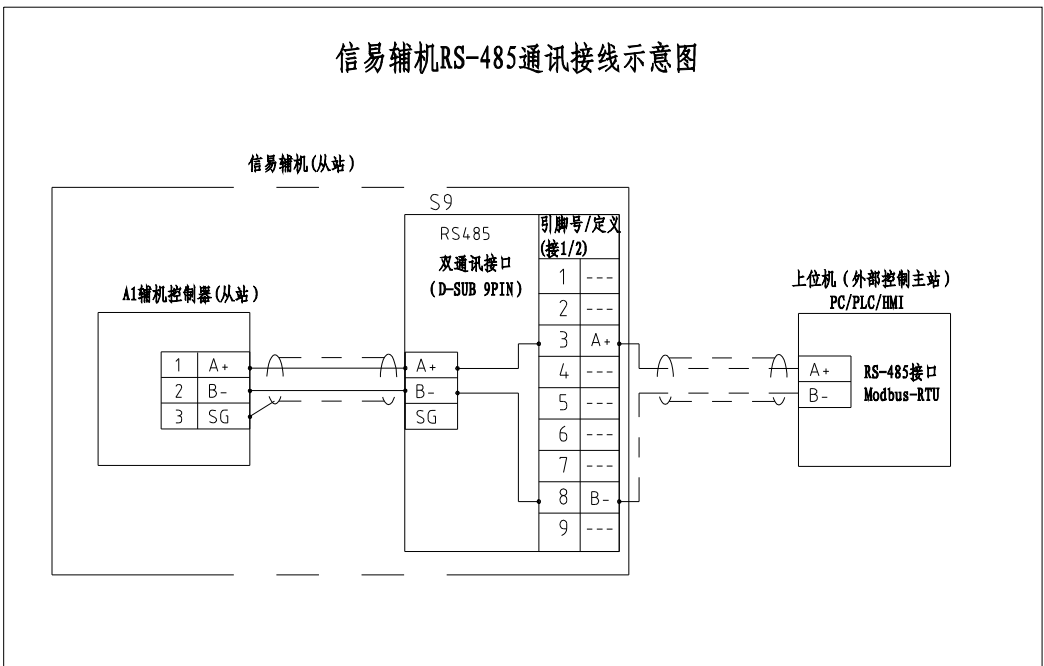 信易辅机RS-485通讯接线示意图
信易辅机(从站)
S9
RS485
双通讯接口
(D-SUB 9PIN)
引脚号/定义
(接1/2)
1 ---
2 ---
3 A+
4 ---
5 ---
6 ---
7 ---
8 B-
9 ---
A1辅机控制器(从站)
1 A+
2 B-
3 SG
A+
B-
SG
上位机(外部控制主站)
PC/PLC/HMI
A+
B-
RS-485接口
Modbus-RTU